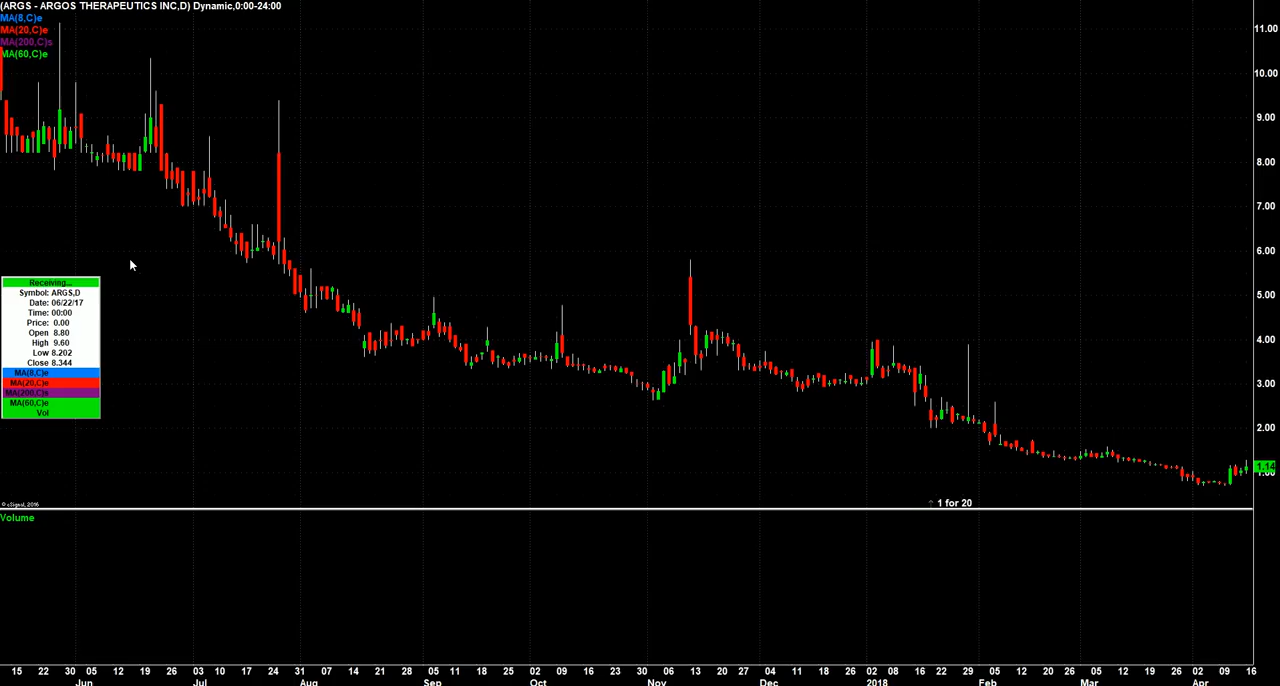 (ARGS - ARGOS THERAPEUTICS INC,D) Dynamic,0:00-24:00
MA(8,C)e
MA(20,C)e
MA(200,C)s
MA(60,C)e
11.00
10.00
9.00
8.00
7.00
6.00
5.00
4.00
3.00
2.00
1.14
1.00
Receiving...
Symbol: ARGS,D
Date: 06/22/17
Time: 00:00
Price: 0.00
Open 8.80
High 9.60
Low 8.202
Close 8.344
MA(8,C)e
MA(20,C)e
MA(200,C)s
MA(60,C)e
Vol
© eSignal, 2016
1 for 20
Volume
15 22 30 05 12 19 26 03 10 17 24 31 07 14 21 28 05 11 18 25 02 09 16 23 30 06 13 20 27 04 11 18 26 02 08 16 22 29 05 12 20 26 05 12 19 26 02 09 16
Jun Jul Aug Sep Oct Nov Dec 2018 Feb Mar Apr